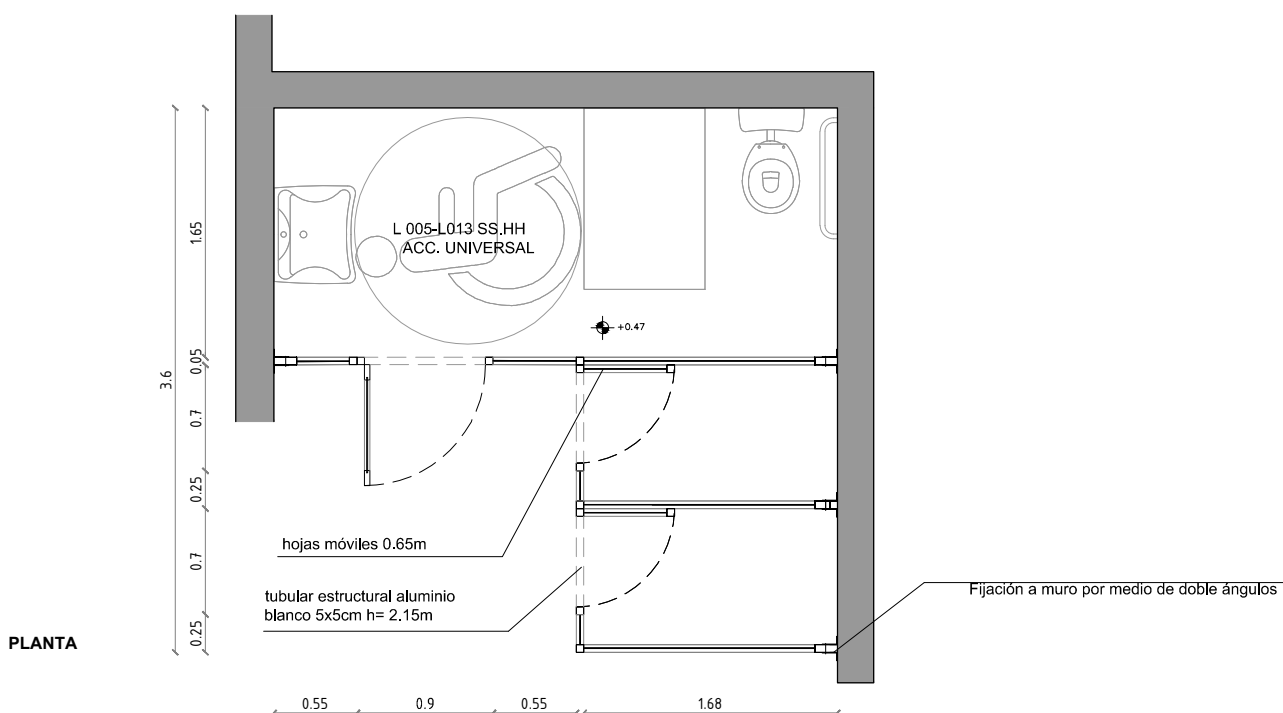 L 005-L013 SS.HH
ACC. UNIVERSAL
+0.47
1.65
0.05
3.6
0.7
0.25
0.7
0.25
hojas móviles 0.65m
tubular estructural aluminio
blanco 5x5cm h= 2.15m
Fijación a muro por medio de doble ángulos
PLANTA
0.55
0.9
0.55
1.68